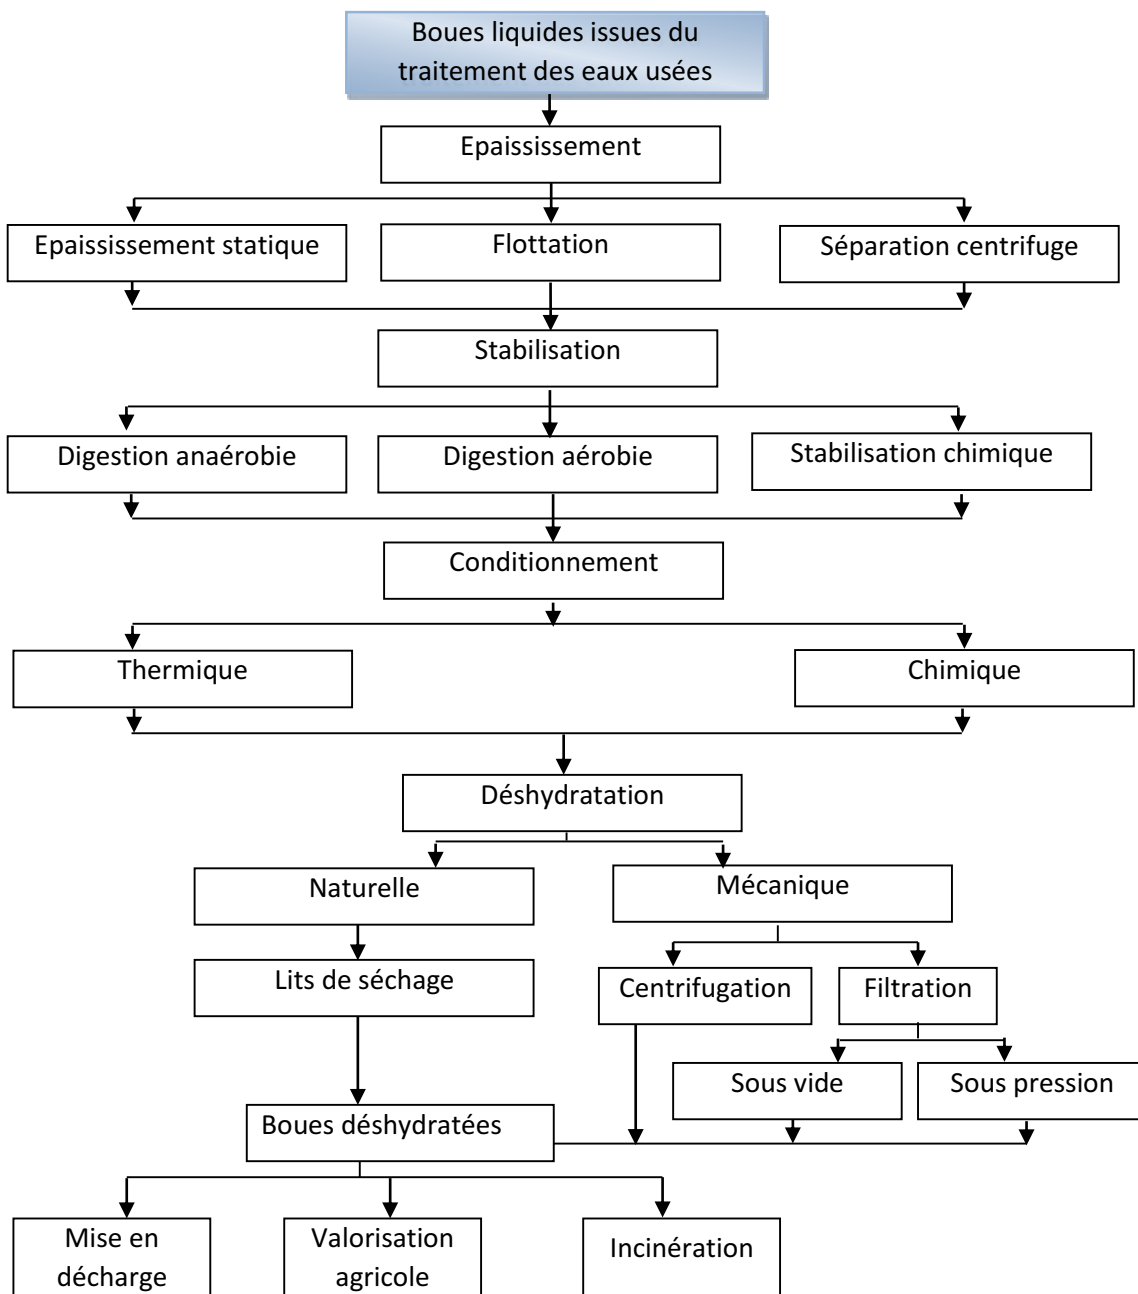 Boues liquides issues du
traitement des eaux usées
Epaississement
Epaississement statique
Flottation
Séparation centrifuge
Stabilisation
Digestion anaérobie
Digestion aérobie
Stabilisation chimique
Conditionnement
Thermique
Chimique
Déshydratation
Naturelle
Mécanique
Lits de séchage
Centrifugation
Filtration
Sous vide
Sous pression
Boues déshydratées
Mise en
décharge
Valorisation
agricole
Incinération